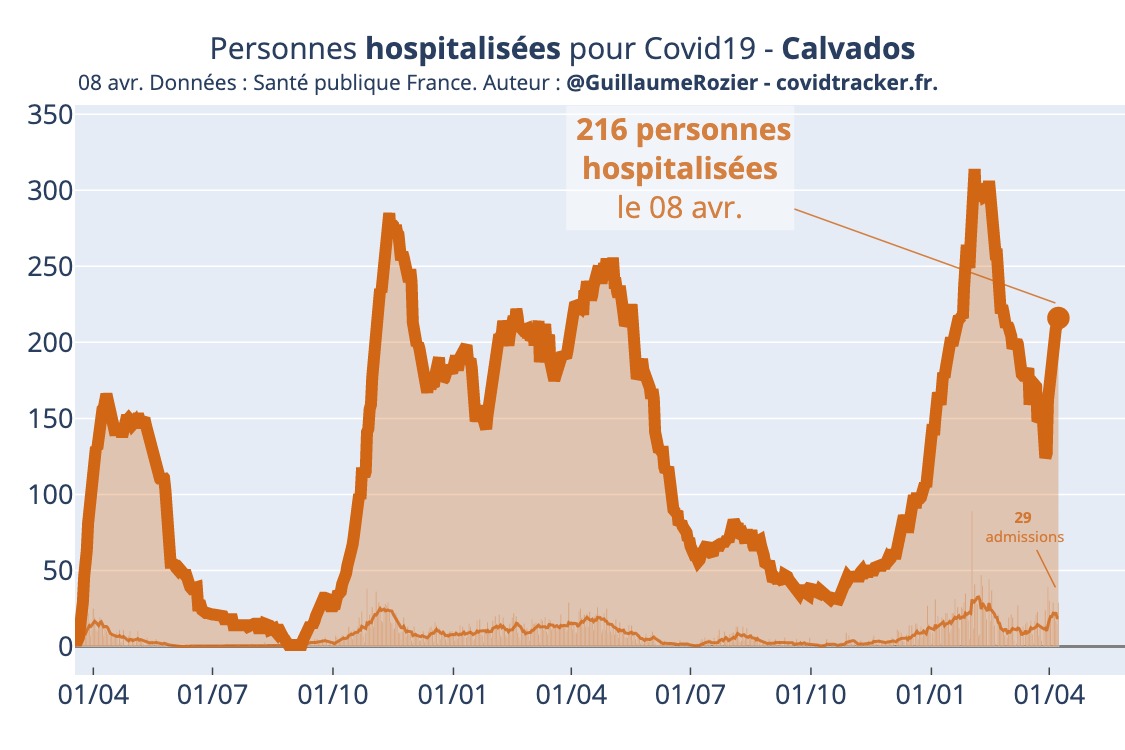 Personnes hospitalisées pour Covid19 - Calvados
08 avr. Données : Santé publique France. Auteur : @GuillaumeRozier - covidtracker.fr.
350
216 personnes
hospitalisées
le 08 avr.
300
250
200
150
100
29
admissions
50
0
01/04 01/07 01/10 01/01 01/04 01/07 01/10 01/01 01/04